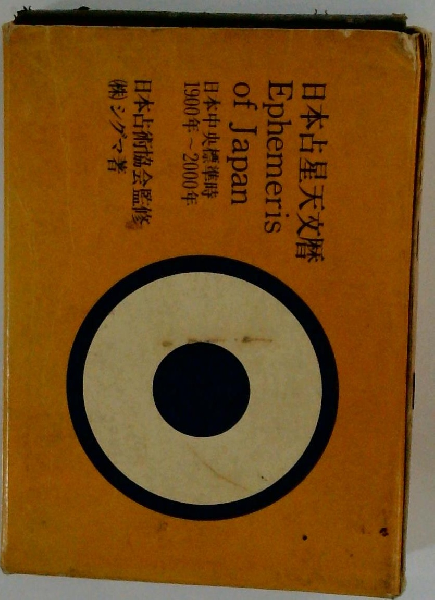 日本占星天文暦
Ephemeris
of Japan
日本中央標準時
1900年～2000年
日本占術協会監修
(株)シグマ著